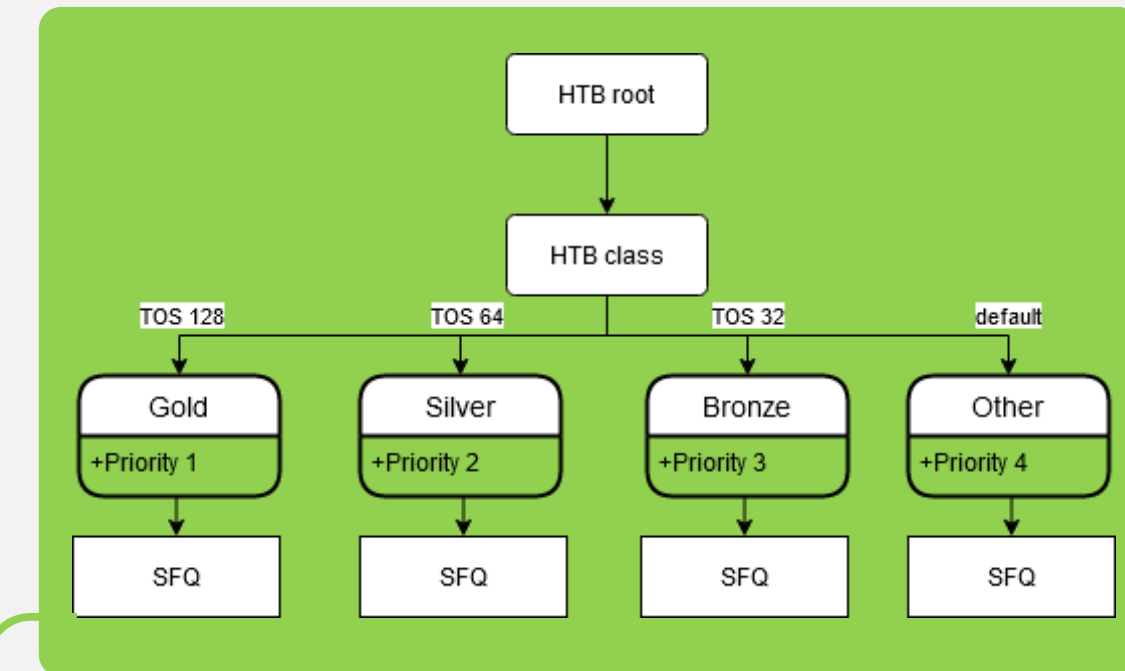 HTB root
HTB class
TOS 128
TOS 64
TOS 32
default
Gold
Silver
Bronze
Other
+Priority 1
+Priority 2
+Priority 3
+Priority 4
SFQ
SFQ
SFQ
SFQ